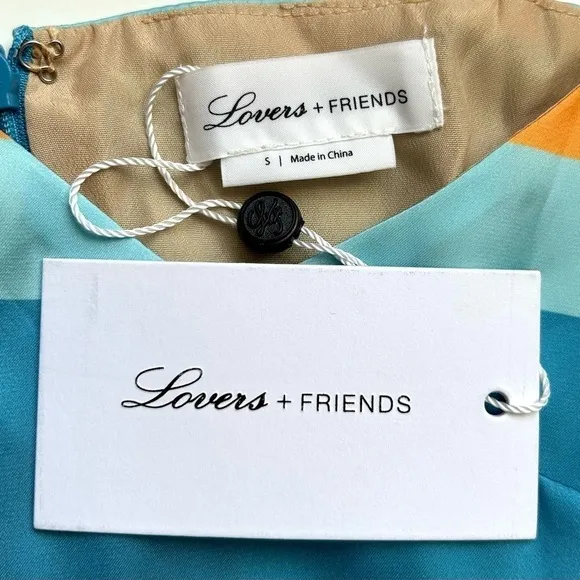 Lovers + FRIENDS
S | Made in China
Lovers + FRIENDS